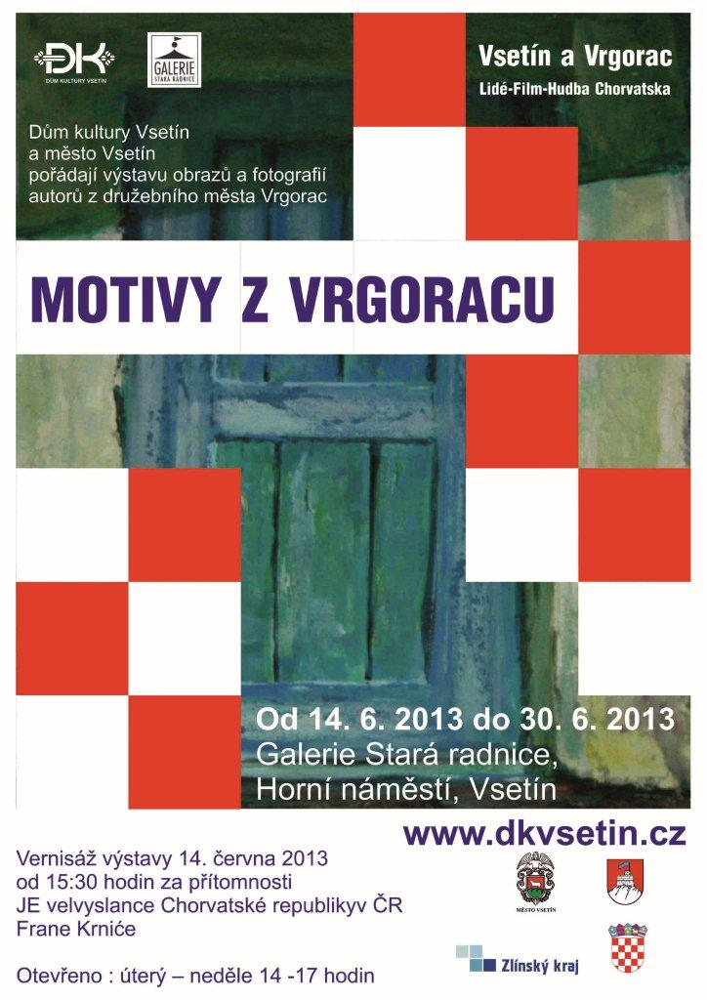 DK
DŮM KULTURY VSETÍN
GALERIE
STARÁ RADNICE
Vsetín a Vrgorac
Lidé-Film-Hudba Chorvatska
Dům kultury Vsetín
a město Vsetín
pořádají výstavu obrazů a fotografií
autorů z družebního města Vrgorac
MOTIVY Z VRGORACU
Od 14. 6. 2013 do 30. 6. 2013
Galerie Stará radnice,
Horní náměstí, Vsetín
www.dkvsetin.cz
Vernisáž výstavy 14. června 2013
od 15:30 hodin za přítomnosti
JE velvyslance Chorvatské republikyv ČR
Frane Krniće
Otevřeno : úterý – neděle 14 -17 hodin
MĚSTO VSETÍN
Zlínský kraj